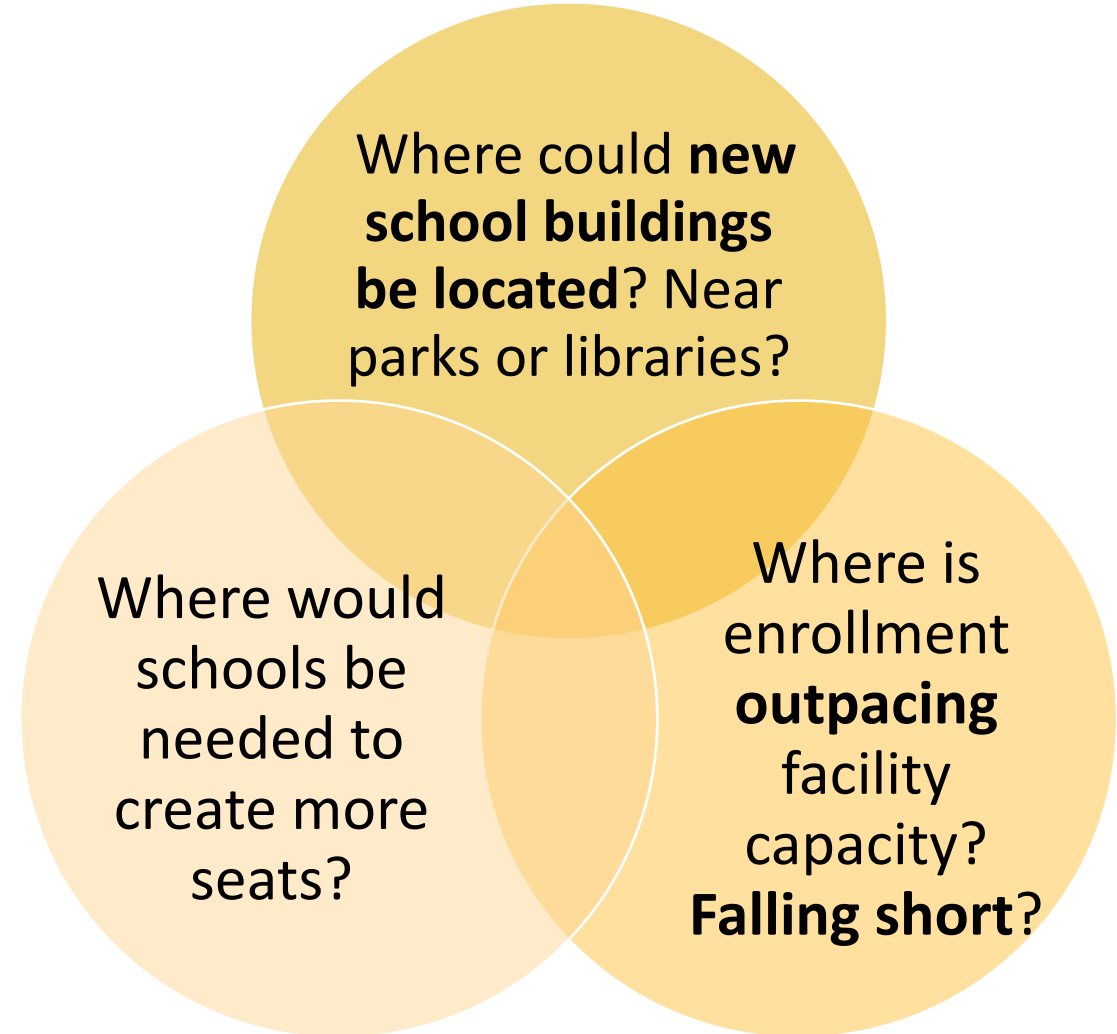 Where could new
school buildings
be located? Near
parks or libraries?
Where would
schools be
needed to
create more
seats?
Where is
enrollment
outpacing
facility
capacity?
Falling short?